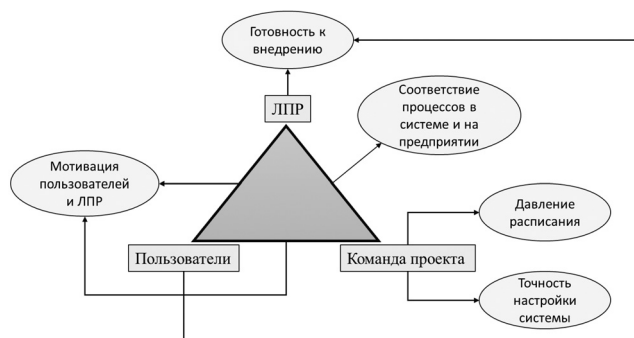 Готовность к
внедрению
ЛПР
Соответствие
процессов в
системе и на
предприятии
Мотивация
пользователей
и ЛПР
Давление
расписания
Пользователи
Команда проекта
Точность
настройки
системы